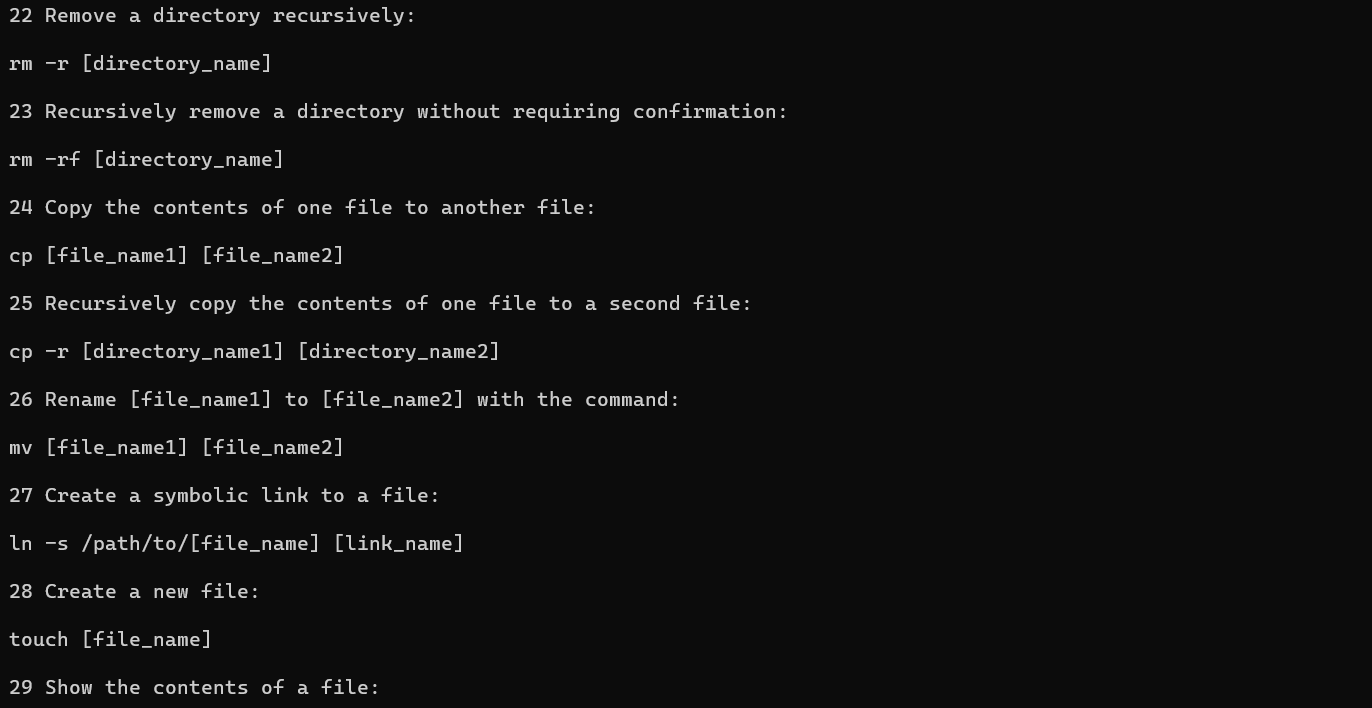 22 Remove a directory recursively:
rm -r [directory_name]
23 Recursively remove a directory without requiring confirmation:
rm -rf [directory_name]
24 Copy the contents of one file to another file:
cp [file_name1] [file_name2]
25 Recursively copy the contents of one file to a second file:
cp -r [directory_name1] [directory_name2]
26 Rename [file_name1] to [file_name2] with the command:
mv [file_name1] [file_name2]
27 Create a symbolic link to a file:
ln -s /path/to/[file_name] [link_name]
28 Create a new file:
touch [file_name]
29 Show the contents of a file: